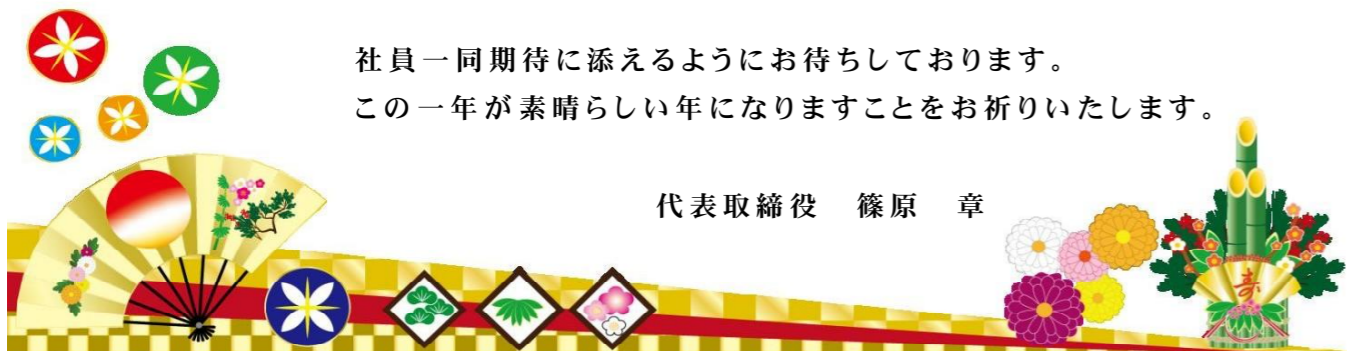 社員一同期待に添えるようにお待ちしております。
この一年が素晴らしい年になりますことをお祈りいたします。
代表取締役　篠原　章
寿